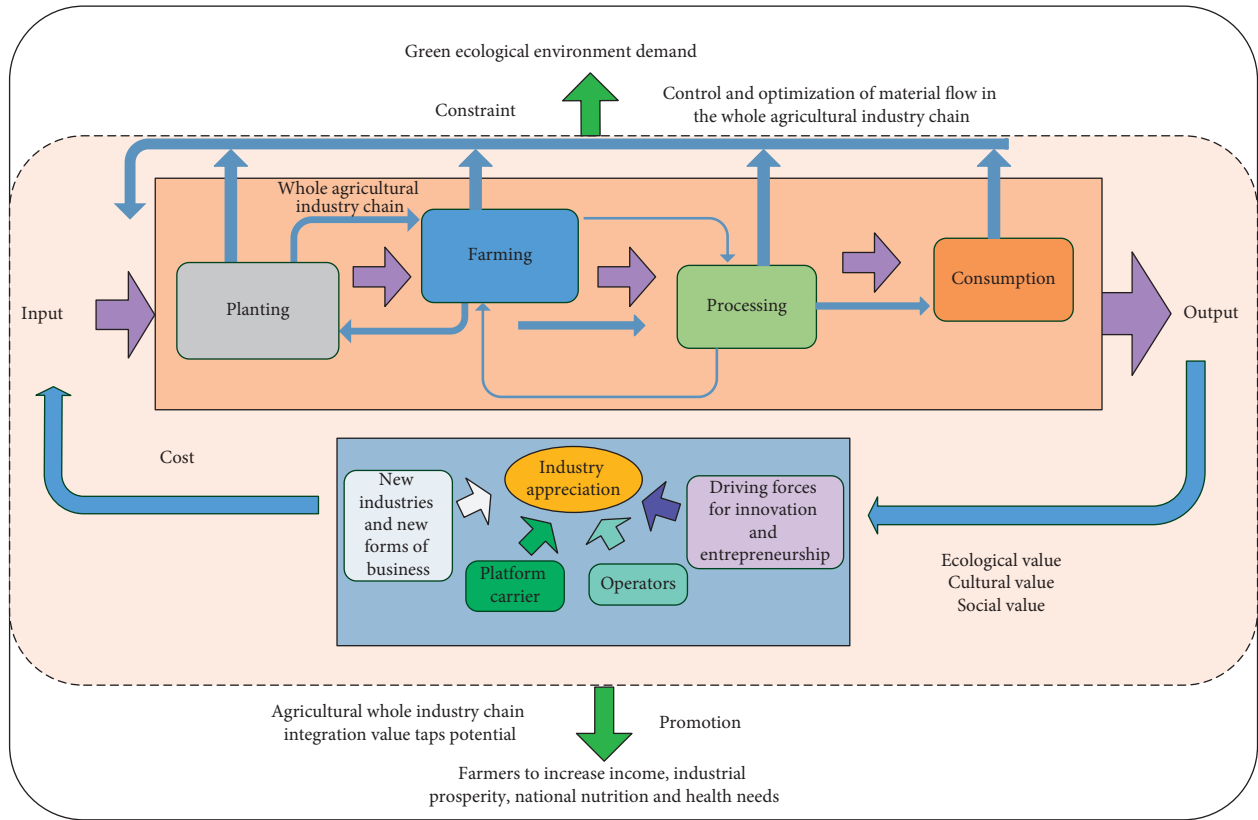 Green ecological environment demand
Constraint
Control and optimization of material flow in
the whole agricultural industry chain
Whole agricultural
industry chain
Farming
Planting
Processing
Consumption
Input
Output
Cost
Industry
appreciation
New
industries
and new
forms of
business
Driving forces
for innovation
and
entrepreneurship
Platform
carrier
Operators
Ecological value
Cultural value
Social value
Agricultural whole industry chain
integration value taps potential
Promotion
Farmers to increase income, industrial
prosperity, national nutrition and health needs